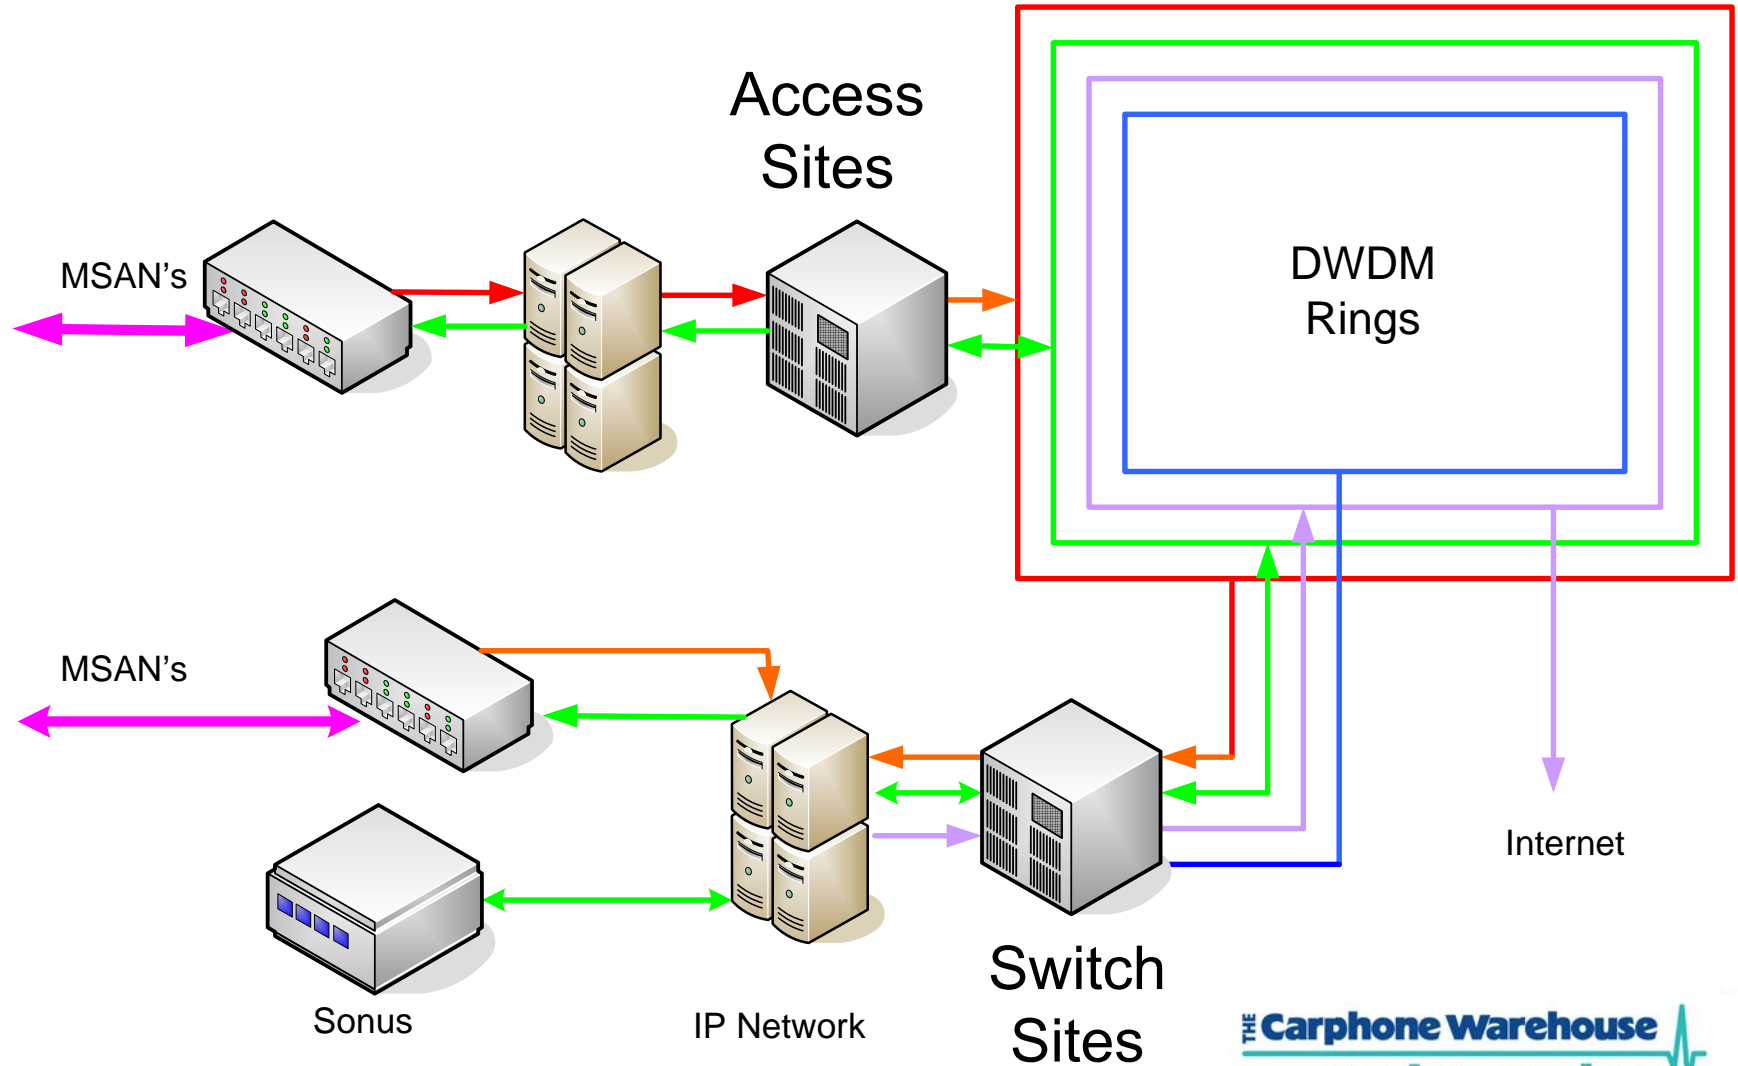 Access
Sites
MSAN's
DWDM
Rings
MSAN's
Internet
Sonus
IP Network
Switch
Sites
THE Carphone Warehouse